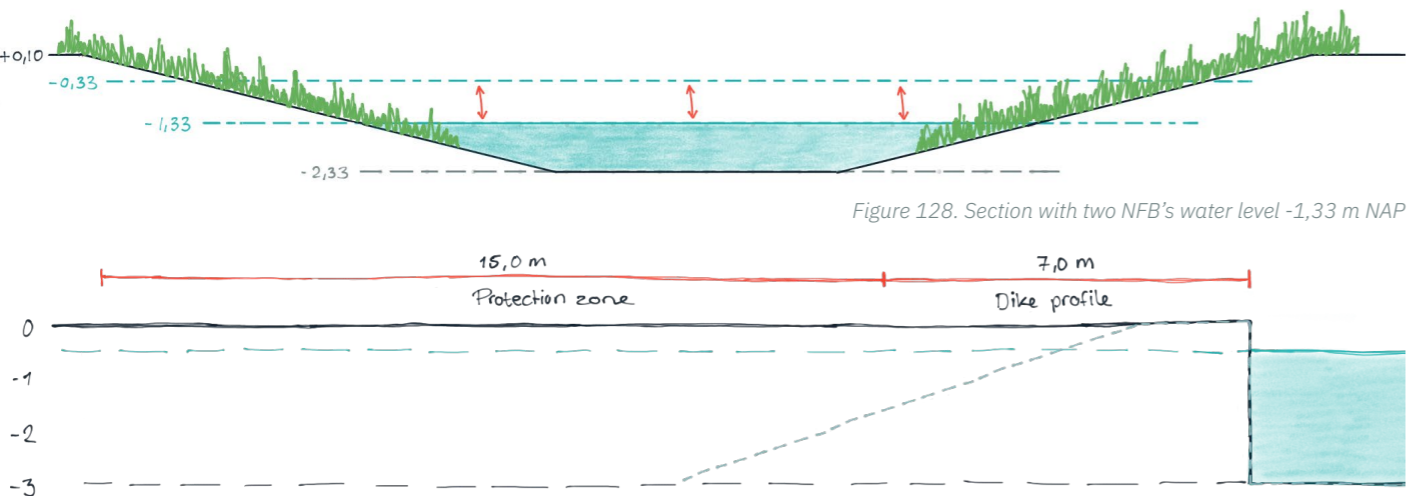 +0,10
-0,33
-1,33
-2,33
Figure 128. Section with two NFB's water level -1,33 m NAP
15,0 m
7,0 m
Protection zone
Dike profile
0
-1
-2
-3